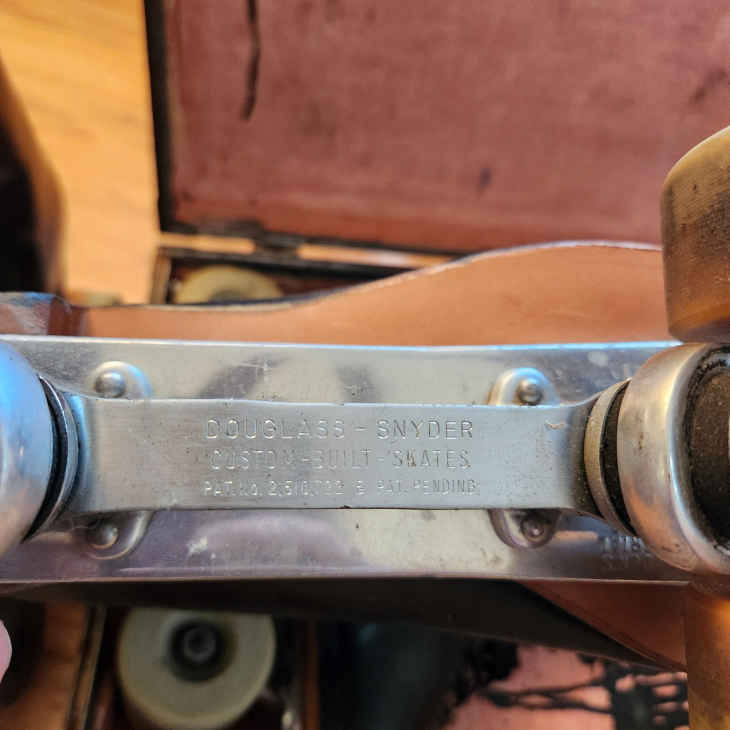 DOUGLASS - SNYDER
CUSTOM - BUILT - SKATES
PAT. No. 2,510,722 & PAT. PENDING